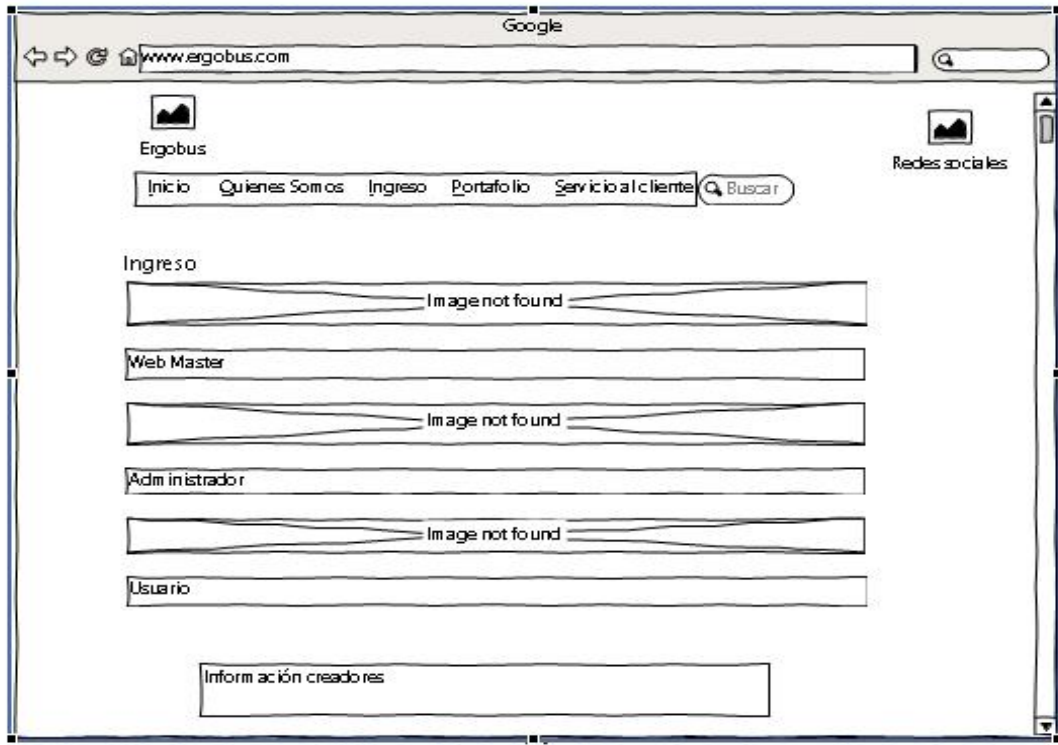 Google
www.ergobus.com
Ergobus
Redes sociales
Inicio Quienes Somos Ingreso Portafolio Servicio al cliente Buscar
Ingreso
Image not found
Web Master
Image not found
Administrador
Image not found
Usuario
Información creadores